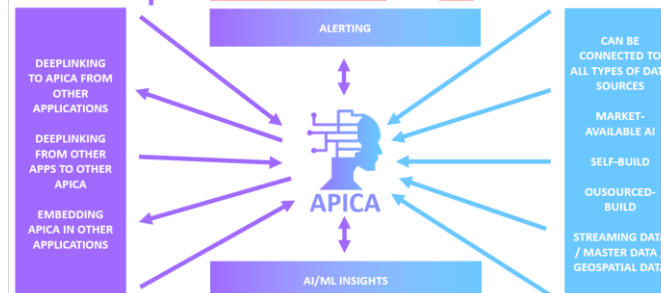 ALERTING
DEEPLINKING
TO APICA FROM
OTHER
APPLICATIONS
DEEPLINKING
FROM OTHER
APPS TO OTHER
APICA
EMBEDDING
APICA IN OTHER
APPLICATIONS
APICA
AI/ML INSIGHTS
CAN BE
CONNECTED TO
ALL TYPES OF DAT
SOURCES
MARKET-
AVAILABLE AI
SELF-BUILD
OUSOURCED-
BUILD
STREAMING DATA
/ MASTER DATA /
GEOSPATIAL DATA